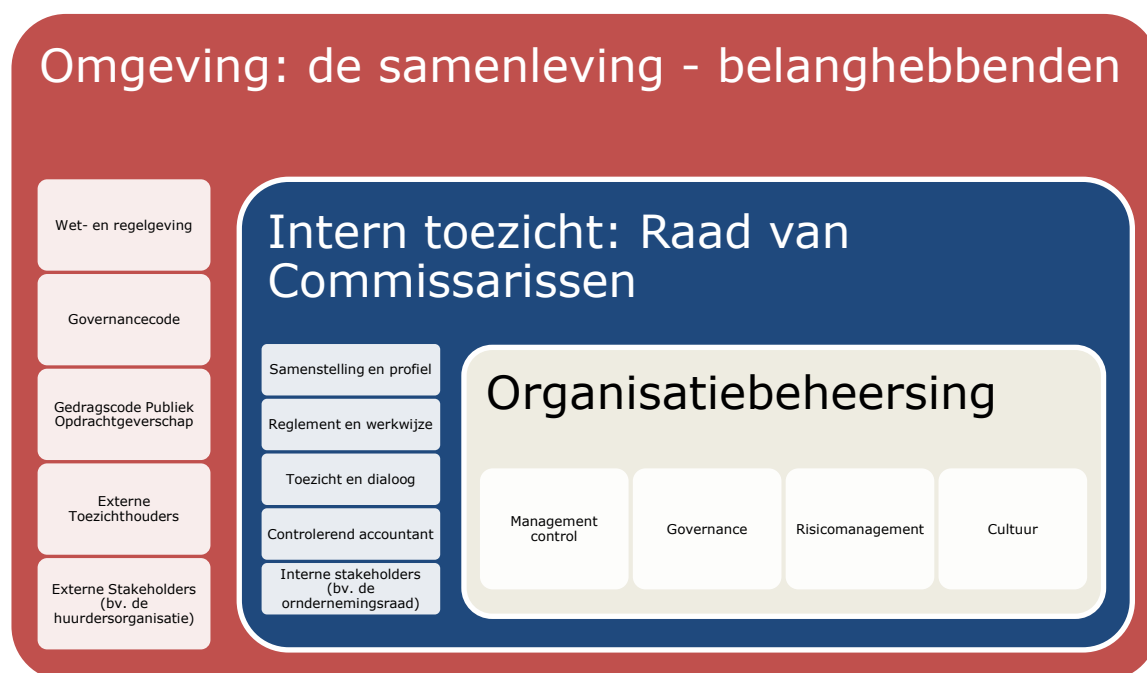 Omgeving: de samenleving - belanghebbenden
Wet- en regelgeving
Governancecode
Gedragscode Publiek
Opdrachtgeverschap
Externe
Toezichthouders
Externe Stakeholders
(bv. de
huurdersorganisatie)
Intern toezicht: Raad van
Commissarissen
Samenstelling en profiel
Reglement en werkwijze
Toezicht en dialoog
Controlerend accountant
Interne stakeholders
(bv. de
orndernemingsraad)
Organisatiebeheersing
Management
control
Governance
Risicomanagement
Cultuur